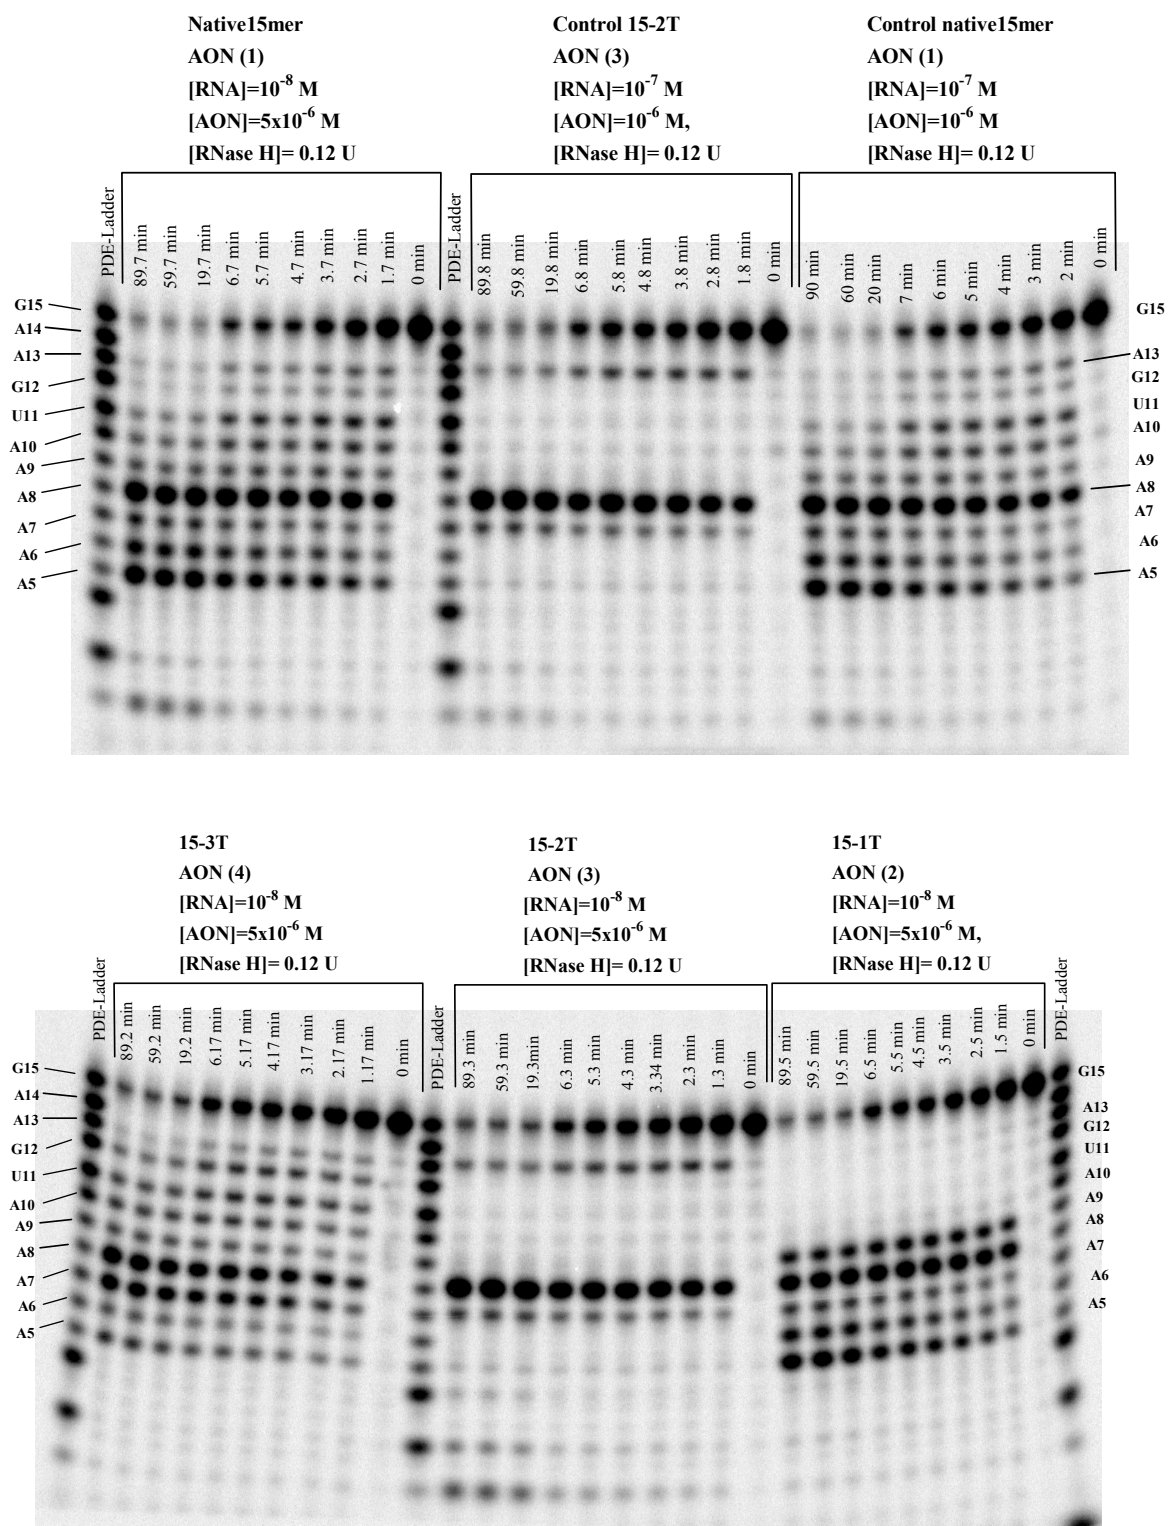 Native15mer
AON (1)
[RNA]=10-8 M
[AON]=5x10-6 M
[RNase H]= 0.12 U
Control 15-2T
AON (3)
[RNA]=10-7 M
[AON]=10-6 M,
[RNase H]= 0.12 U
Control native15mer
AON (1)
[RNA]=10-7 M
[AON]=10-6 M
[RNase H]= 0.12 U
PDE-Ladder
89.7 min
59.7 min
19.7 min
6.7 min
5.7 min
4.7 min
3.7 min
2.7 min
1.7 min
0 min
PDE-Ladder
89.8 min
59.8 min
19.8 min
6.8 min
5.8 min
4.8 min
3.8 min
2.8 min
1.8 min
0 min
90 min
60 min
20 min
7 min
6 min
5 min
4 min
3 min
2 min
0 min
G15
A14
A13
G12
U11
A10
A9
A8
A7
A6
A5
G15
A13
G12
U11
A10
A9
A8
A7
A6
A5
15-3T
AON (4)
[RNA]=10-8 M
[AON]=5x10-6 M
[RNase H]= 0.12 U
15-2T
AON (3)
[RNA]=10-8 M
[AON]=5x10-6 M
[RNase H]= 0.12 U
15-1T
AON (2)
[RNA]=10-8 M
[AON]=5x10-6 M,
[RNase H]= 0.12 U
PDE-Ladder
89.2 min
59.2 min
19.2 min
6.17 min
5.17 min
4.17 min
3.17 min
2.17 min
1.17 min
0 min
PDE-Ladder
89.3 min
59.3 min
19.3min
6.3 min
5.3 min
4.3 min
3.34 min
2.3 min
1.3 min
0 min
89.5 min
59.5 min
19.5 min
6.5 min
5.5 min
4.5 min
3.5 min
2.5 min
1.5 min
0 min
PDE-Ladder
G15
A14
A13
G12
U11
A10
A9
A8
A7
A6
A5
G15
A13
G12
U11
A10
A9
A8
A7
A6
A5